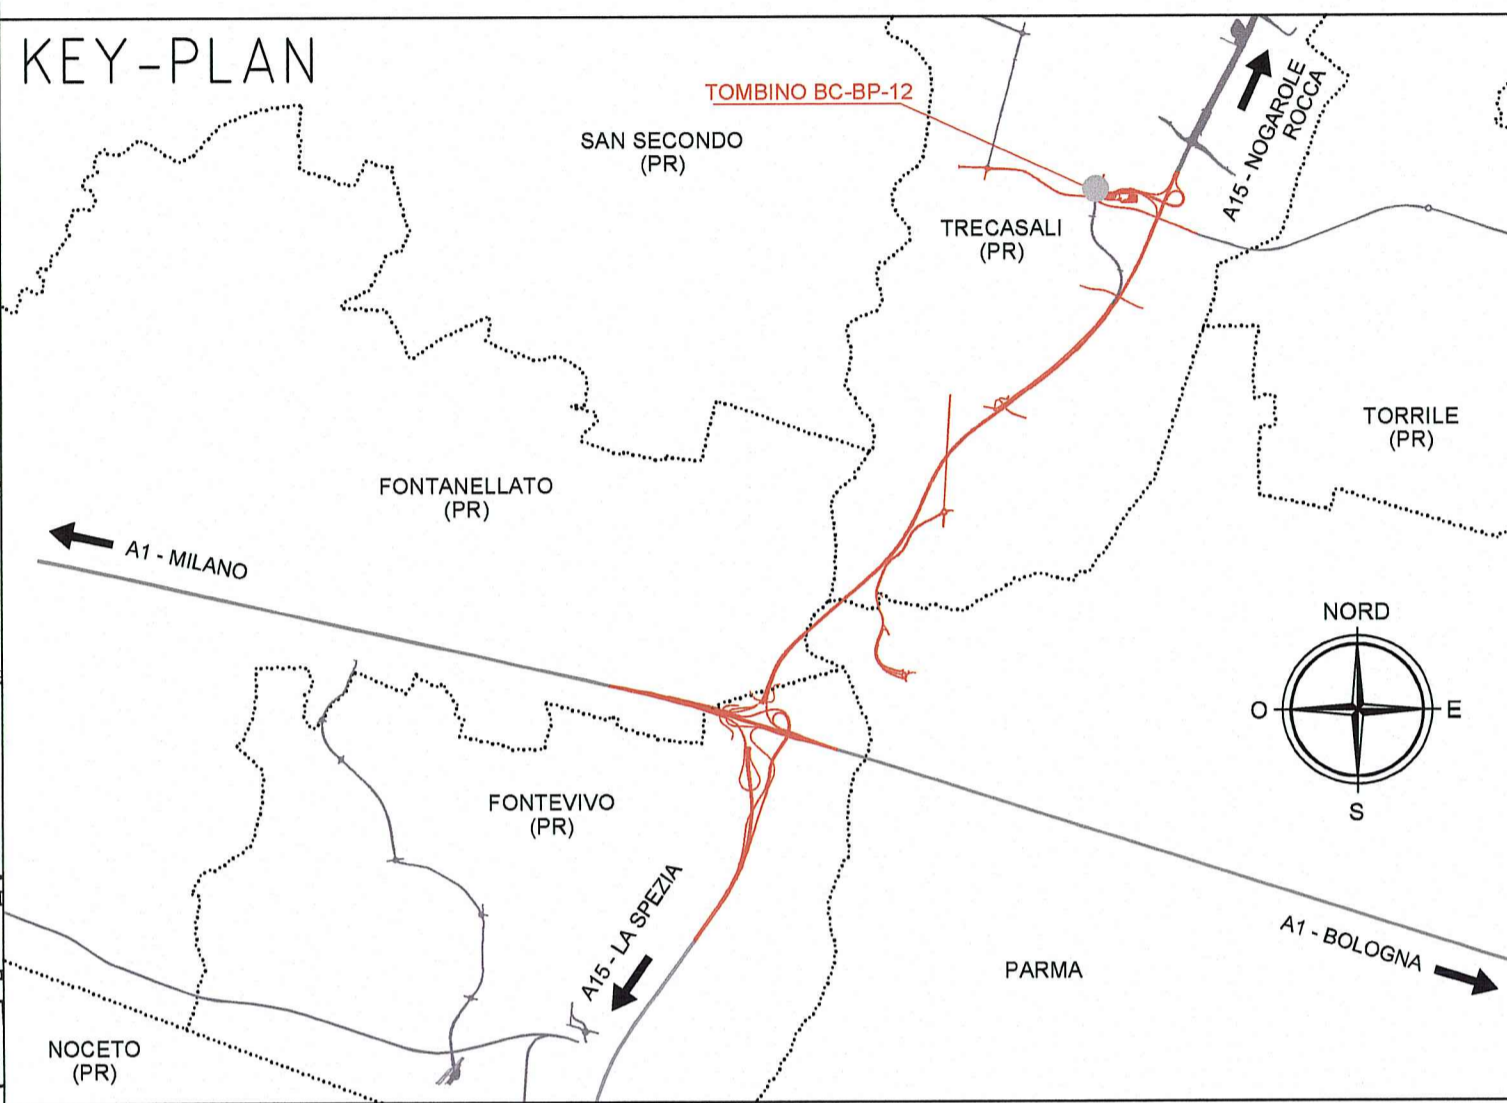 KEY-PLAN
TOMBINO BC-BP-12
SAN SECONDO
(PR)
A15 - NOGAROLE
ROCCA
TRECASALI
(PR)
TORRILE
(PR)
FONTANELLATO
(PR)
A1 - MILANO
NORD
O
E
S
FONTEVIVO
(PR)
A15 - LA SPEZIA
A1 - BOLOGNA
PARMA
NOCETO
(PR)